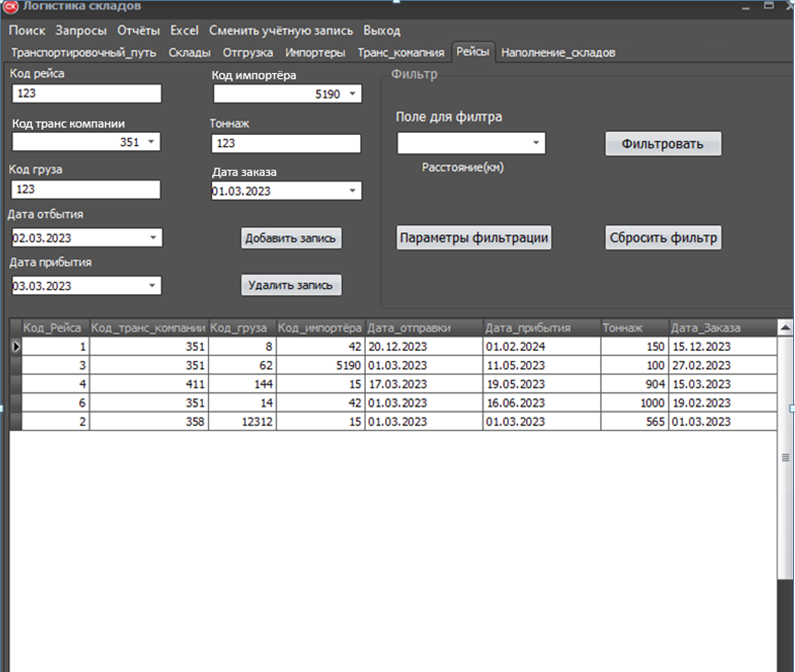 Логистика складов
Поиск Запросы Отчёты Excel Сменить учётную запись Выход
Транспортировочный_путь Склады Отгрузка Импортеры Транс_комапния Рейсы Наполнение_складов
Код рейса
123
Код импортёра
5190
Код транс компании
351
Тоннаж
123
Код груза
123
Дата заказа
01.03.2023
Дата отбытия
02.03.2023
Добавить запись
Дата прибытия
03.03.2023
Удалить запись
Фильтр
Поле для филтра
Фильтровать
Расстояние(км)
Параметры фильтрации
Сбросить фильтр
Код_Рейса Код_транс_компании Код_груза Код_импортёра Дата_отправки Дата_прибытия Тоннаж Дата_Заказа
1 351 8 42 20.12.2023 01.02.2024 150 15.12.2023
3 351 62 5190 01.03.2023 11.05.2023 100 27.02.2023
4 411 144 15 17.03.2023 19.05.2023 904 15.03.2023
6 351 14 42 01.03.2023 16.06.2023 1000 19.02.2023
2 358 12312 15 01.03.2023 01.03.2023 565 01.03.2023